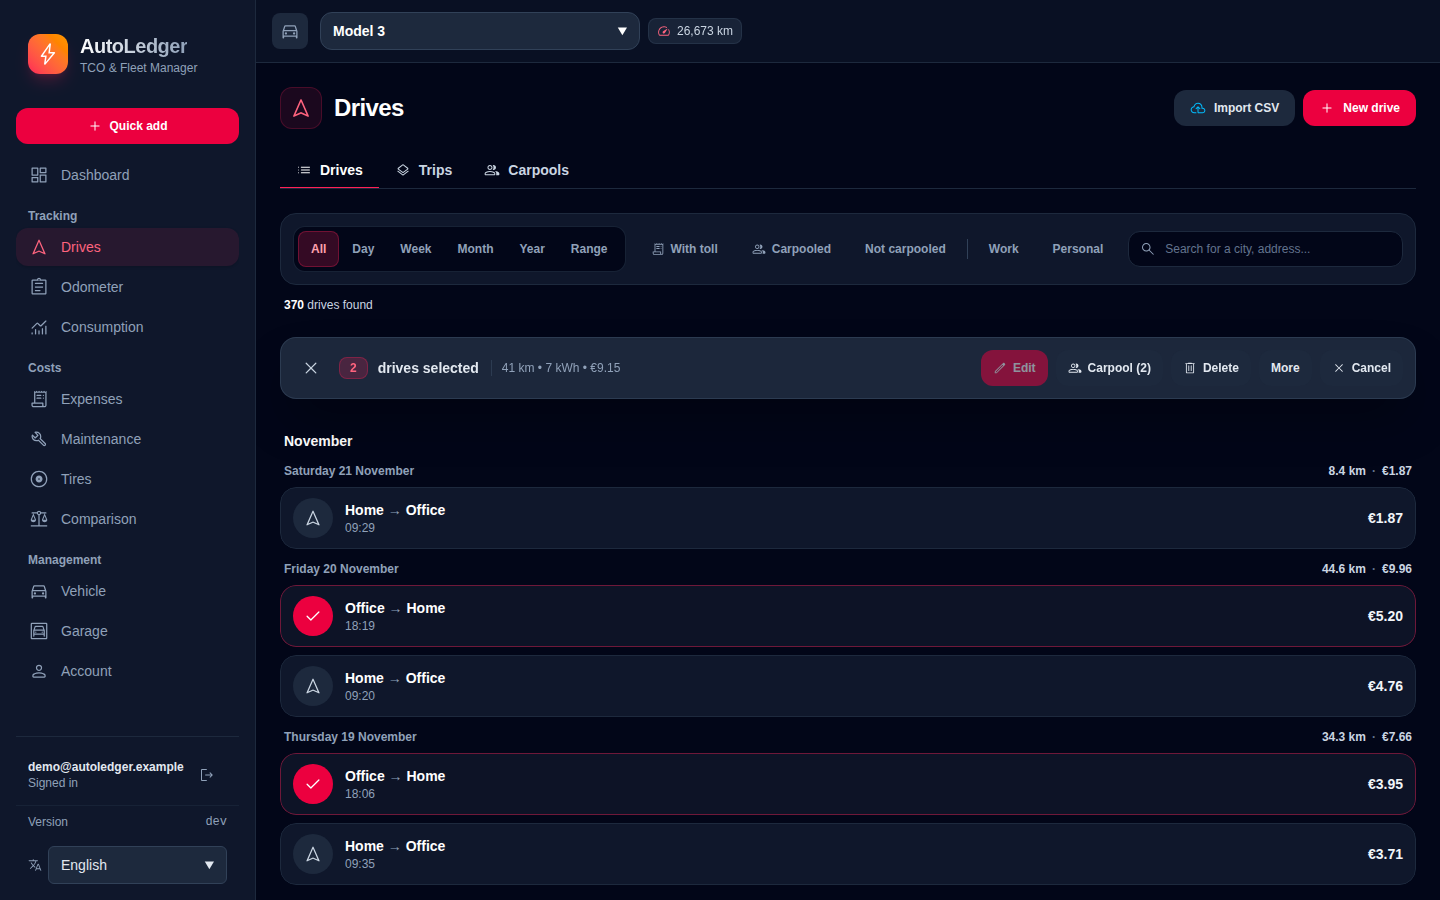 AutoLedger
TCO & Fleet Manager
Quick add
Dashboard
Tracking
Drives
Odometer
Consumption
Costs
Expenses
Maintenance
Tires
Comparison
Management
Vehicle
Garage
Account
demo@autoledger.example
Signed in
Version dev
English
Model 3
26,673 km
Drives
Import CSV
New drive
Drives Trips Carpools
All Day Week Month Year Range With toll Carpooled Not carpooled Work Personal Search for a city, address...
370 drives found
2 drives selected 41 km • 7 kWh • €9.15 Edit Carpool (2) Delete More Cancel
November
Saturday 21 November 8.4 km · €1.87
Home → Office €1.87
09:29
Friday 20 November 44.6 km · €9.96
Office → Home €5.20
18:19
Home → Office €4.76
09:20
Thursday 19 November 34.3 km · €7.66
Office → Home €3.95
18:06
Home → Office €3.71
09:35